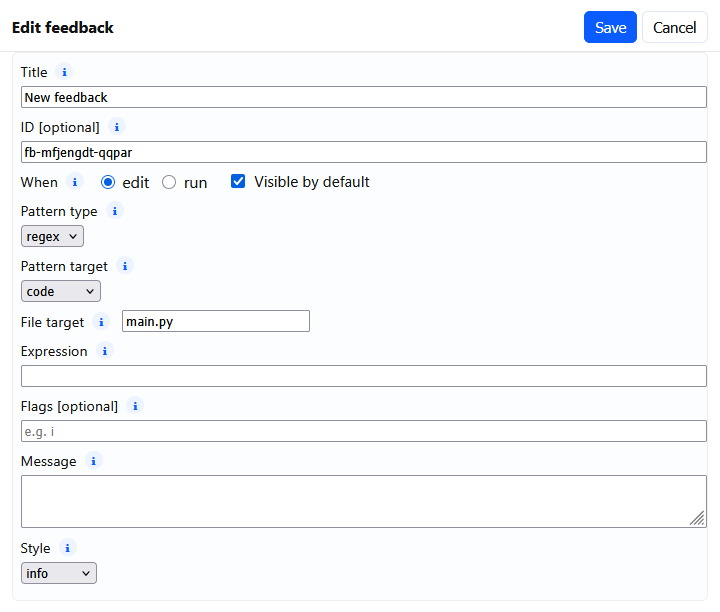 Edit feedback
Save
Cancel
Title i
New feedback
ID [optional] i
fb-mfjengdt-qqpar
When i edit run Visible by default
Pattern type i
regex
Pattern target i
code
File target i main.py
Expression i
Flags [optional] i
e.g. i
Message i
Style i
info